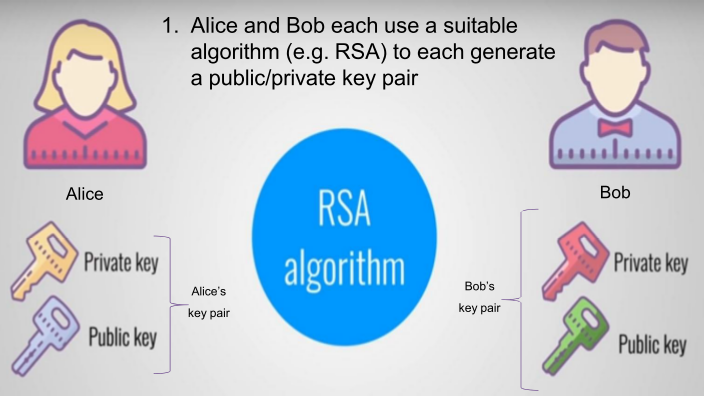 1. Alice and Bob each use a suitable
algorithm (e.g. RSA) to each generate
a public/private key pair
Alice
Bob
RSA
algorithm
Private key
Public key
Alice’s
key pair
Bob’s
key pair
Private key
Public key